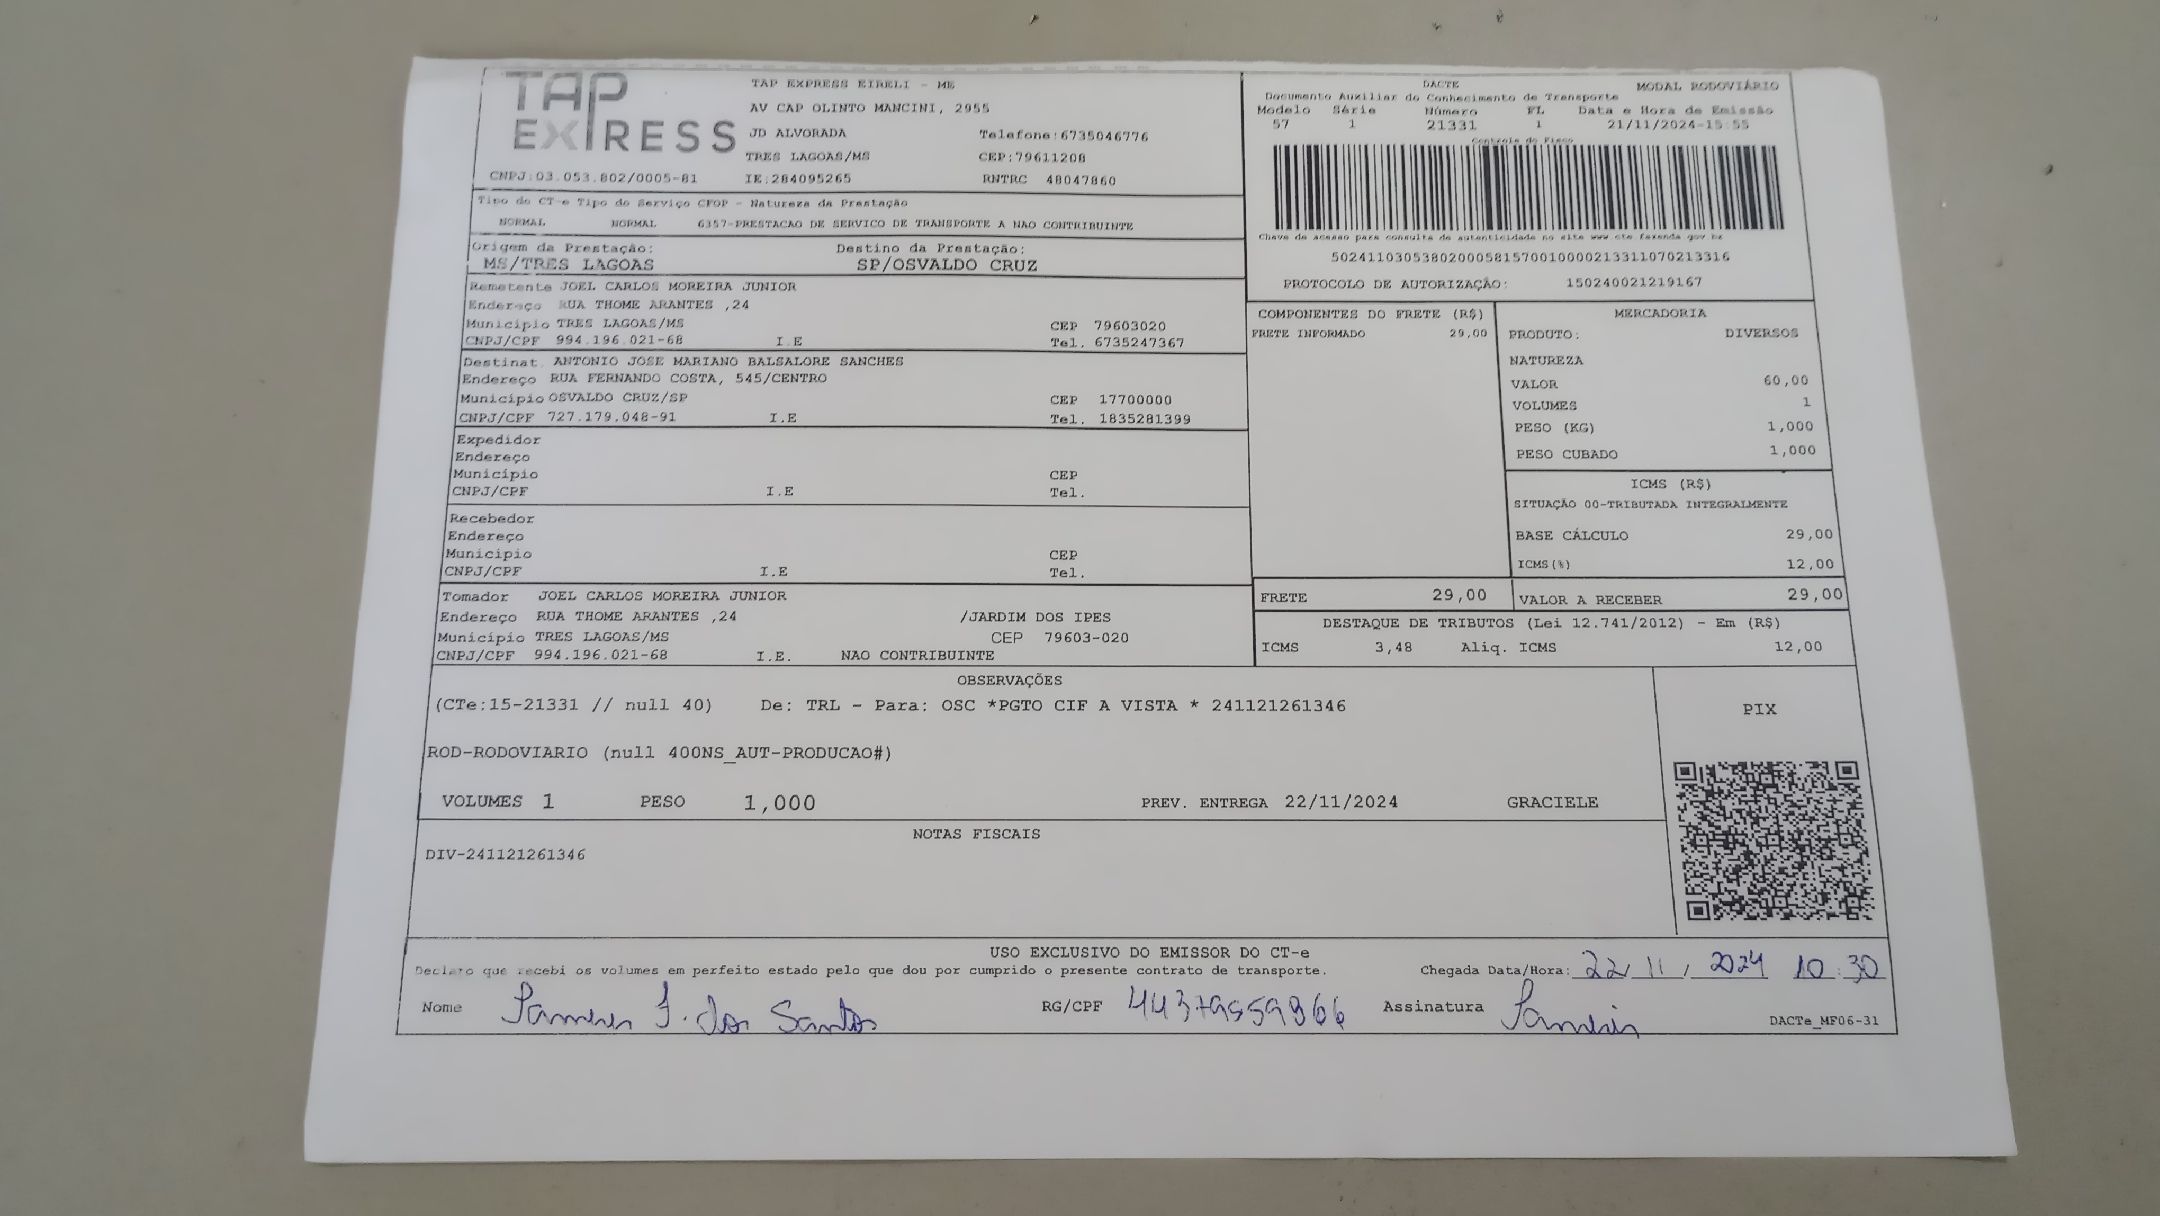 TAP EXPRESS
TAP EXPRESS EIRELI - ME
AV CAP OLINTO MANCINI, 2955
JD ALVORADA Telefone:6735046776
TRES LAGOAS/MS CEP:79611208
CNPJ:03.053.802/0005-81 IE:284095265 RNTRC 48047860
DACTE MODAL RODOVIÁRIO
Documento Auxiliar do Conhecimento de Transporte
Modelo Série Número FL Data e Hora de Emissão
57 1 21331 1 21/11/2024-15:55
Controle do Fisco
Chave de acesso para consulta de autenticidade no site www cte fazenda gov br
50241103053802000581570010000213311070213316
PROTOCOLO DE AUTORIZAÇÃO: 150240021219167
Tipo do CT-e Tipo do Serviço CFOP - Natureza da Prestação
NORMAL NORMAL 6357-PRESTACAO DE SERVICO DE TRANSPORTE A NAO CONTRIBUINTE
Origem da Prestação: Destino da Prestação:
MS/TRES LAGOAS SP/OSVALDO CRUZ
Remetente JOEL CARLOS MOREIRA JUNIOR
Endereço RUA THOME ARANTES ,24
Município TRES LAGOAS/MS CEP 79603020
CNPJ/CPF 994.196.021-68 I.E Tel. 6735247367
Destinat. ANTONIO JOSE MARIANO BALSALORE SANCHES
Endereço RUA FERNANDO COSTA, 545/CENTRO
Município OSVALDO CRUZ/SP CEP 17700000
CNPJ/CPF 727.179.048-91 I.E Tel. 1835281399
Expedidor
Endereço
Município CEP
CNPJ/CPF I.E Tel.
Recebedor
Endereço
Município CEP
CNPJ/CPF I.E Tel.
Tomador JOEL CARLOS MOREIRA JUNIOR
Endereço RUA THOME ARANTES ,24 /JARDIM DOS IPES
Município TRES LAGOAS/MS CEP 79603-020
CNPJ/CPF 994.196.021-68 I.E. NAO CONTRIBUINTE
COMPONENTES DO FRETE (R$)
FRETE INFORMADO 29,00
MERCADORIA
PRODUTO: DIVERSOS
NATUREZA
VALOR 60,00
VOLUMES 1
PESO (KG) 1,000
PESO CUBADO 1,000
ICMS (R$)
SITUAÇÃO 00-TRIBUTADA INTEGRALMENTE
BASE CÁLCULO 29,00
ICMS(%) 12,00
FRETE 29,00 VALOR A RECEBER 29,00
DESTAQUE DE TRIBUTOS (Lei 12.741/2012) - Em (R$)
ICMS 3,48 Aliq. ICMS 12,00
OBSERVAÇÕES
(CTe:15-21331 // null 40) De: TRL - Para: OSC *PGTO CIF A VISTA * 241121261346
ROD-RODOVIARIO (null 400NS_AUT-PRODUCAO#)
VOLUMES 1 PESO 1,000 PREV. ENTREGA 22/11/2024 GRACIELE
PIX
NOTAS FISCAIS
DIV-241121261346
USO EXCLUSIVO DO EMISSOR DO CT-e
Declaro que recebi os volumes em perfeito estado pelo que dou por cumprido o presente contrato de transporte. Chegada Data/Hora: 22/11/2024 10:30
Nome J. dos Santos RG/CPF Assinatura
DACTe_MF06-31